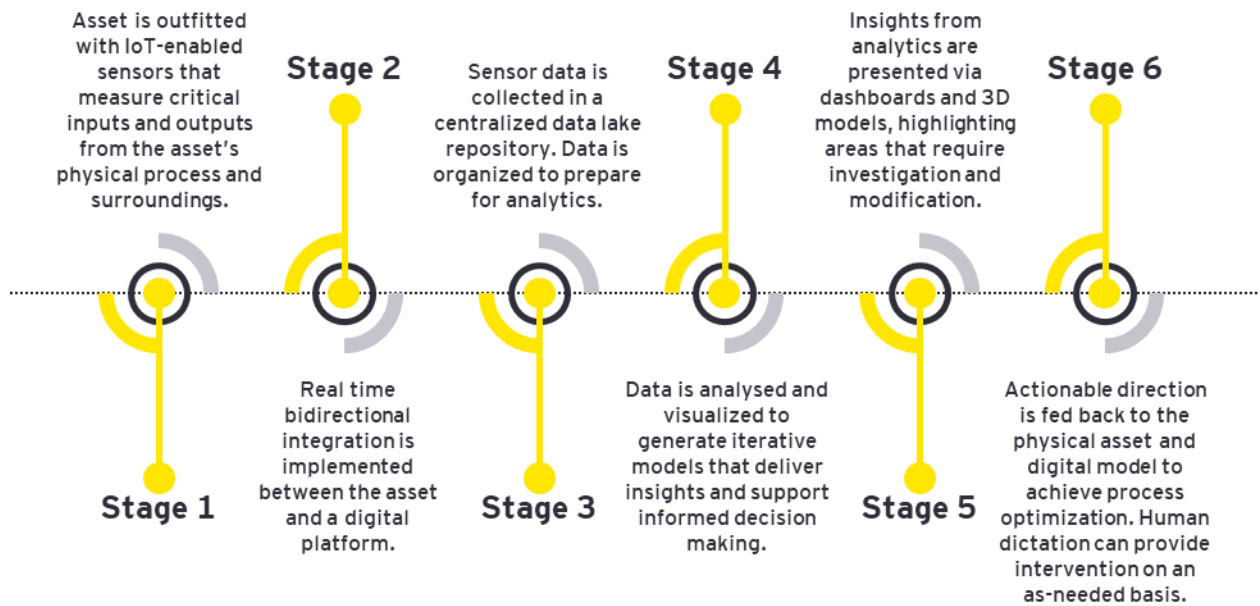 Asset is outfitted
with IoT-enabled
sensors that
measure critical
inputs and outputs
from the asset's
physical process and
surroundings.
Stage 1
Stage 2
Real time
bidirectional
integration is
implemented
between the asset
and a digital
platform.
Sensor data is
collected in a
centralized data lake
repository. Data is
organized to prepare
for analytics.
Stage 3
Stage 4
Data is analysed and
visualized to
generate iterative
models that deliver
insights and support
informed decision
making.
Insights from
analytics are
presented via
dashboards and 3D
models, highlighting
areas that require
investigation and
modification.
Stage 5
Stage 6
Actionable direction
is fed back to the
physical asset and
digital model to
achieve process
optimization. Human
dictation can provide
intervention on an
as-needed basis.